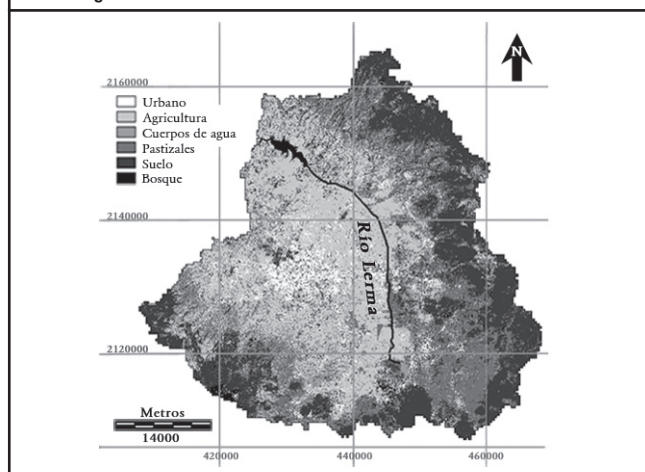 N
2160000
Urbano
Agricultura
Cuerpos de agua
Pastizales
Suelo
Bosque
2140000
Río Lerma
2120000
Metros
14000
420000
440000
460000